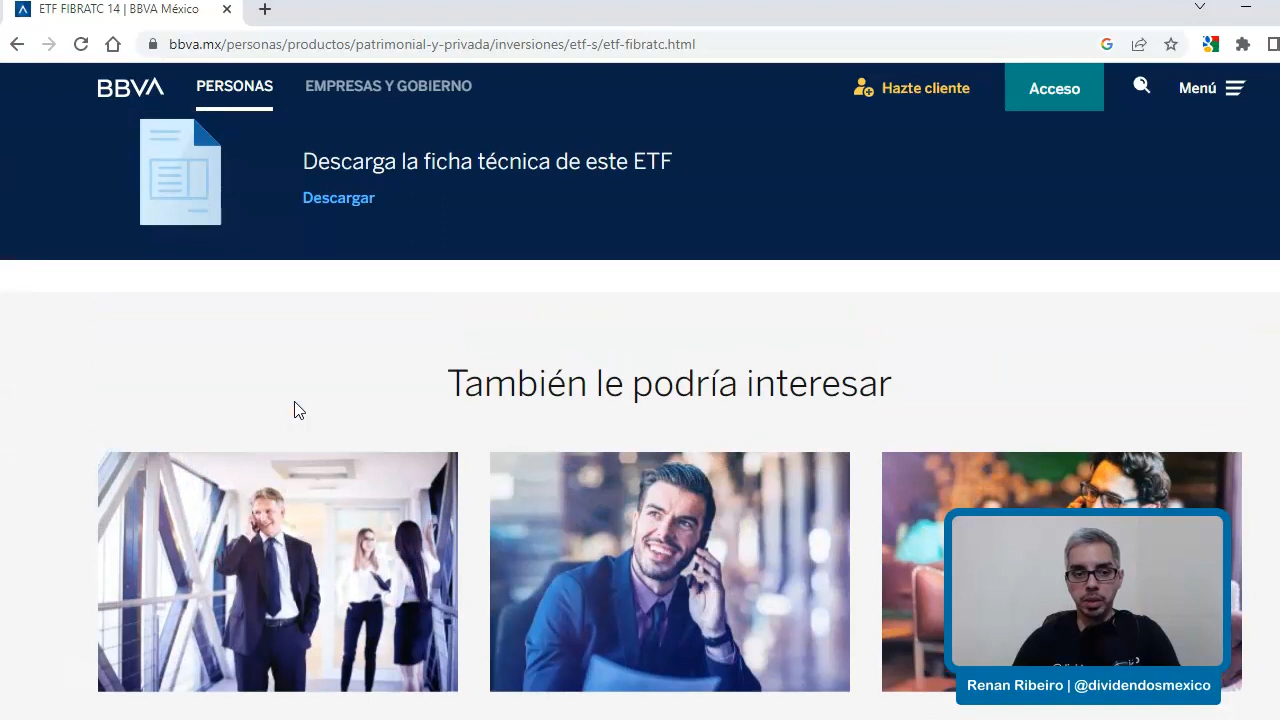 ETF FIBRATC 14 | BBVA México
bbva.mx/personas/productos/patrimonial-y-privada/inversiones/etf-s/etf-fibratc.html
BBVA PERSONAS EMPRESAS Y GOBIERNO Hazte cliente Acceso Menú
Descarga la ficha técnica de este ETF
Descargar
También le podría interesar
Renan Ribeiro | @dividendosmexico